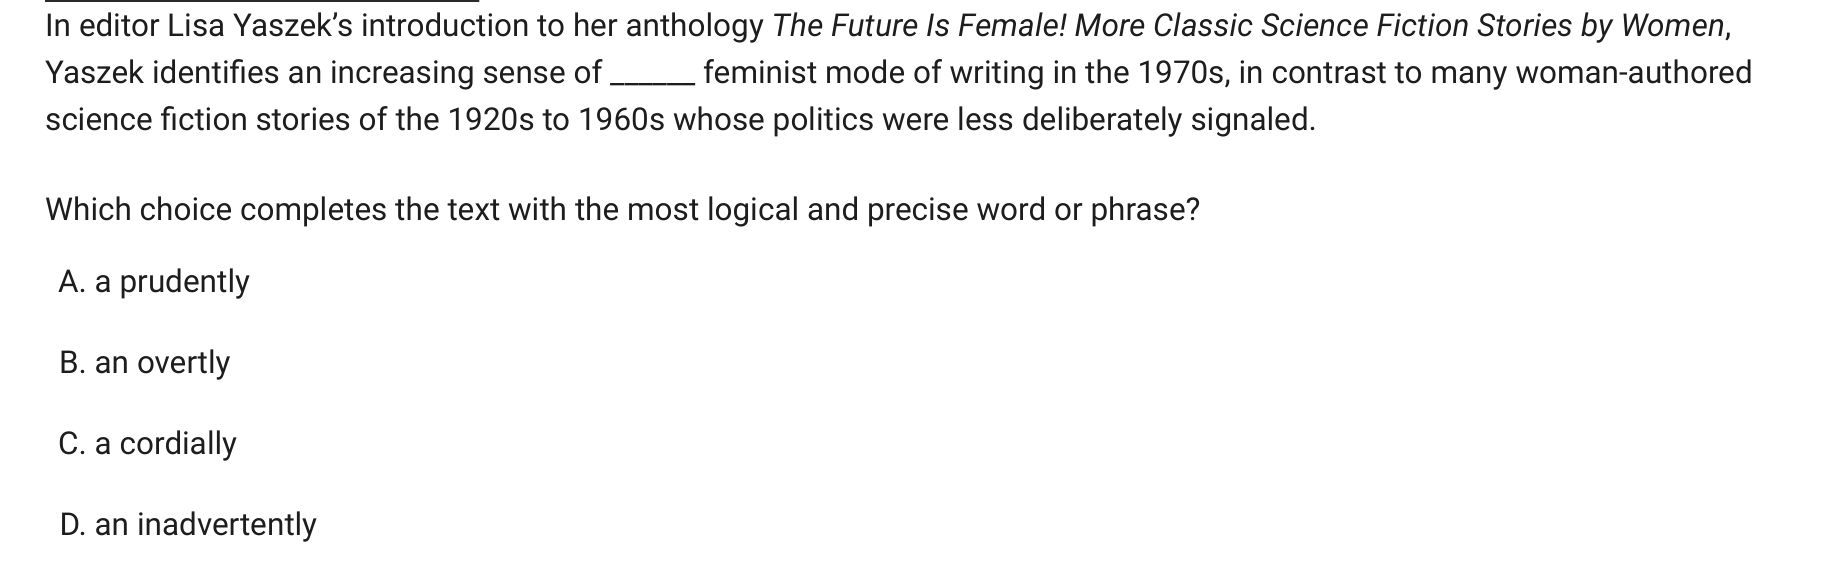 In editor Lisa Yaszek’s introduction to her anthology The Future Is Female! More Classic Science Fiction Stories by Women,
Yaszek identifies an increasing sense of ______ feminist mode of writing in the 1970s, in contrast to many woman-authored
science fiction stories of the 1920s to 1960s whose politics were less deliberately signaled.
Which choice completes the text with the most logical and precise word or phrase?
A. a prudently
B. an overtly
C. a cordially
D. an inadvertently